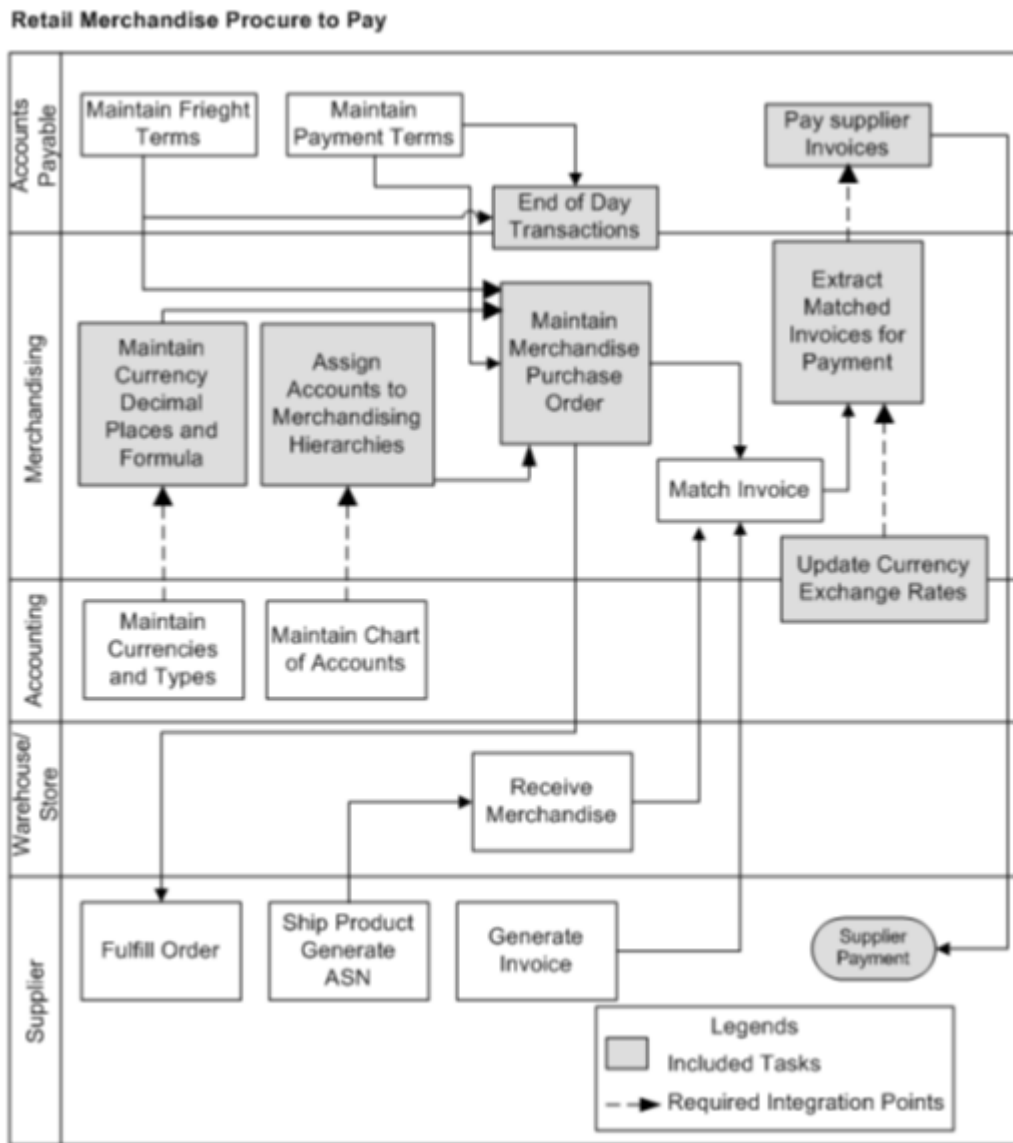 Retail Merchandise Procure to Pay
Accounts
Payable
Maintain Frieght
Terms
Maintain
Payment Terms
Pay supplier
Invoices
End of Day
Transactions
Merchandising
Maintain
Currency
Decimal
Places and
Formula
Assign
Accounts to
Merchandising
Hierarchies
Maintain
Merchandise
Purchase
Order
Extract
Matched
Invoices for
Payment
Match Invoice
Update Currency
Exchange Rates
Accounting
Maintain
Currencies
and Types
Maintain Chart
of Accounts
Warehouse/
Store
Receive
Merchandise
Supplier
Fulfill Order
Ship Product
Generate
ASN
Generate
Invoice
Supplier
Payment
Legends
Included Tasks
Required Integration Points